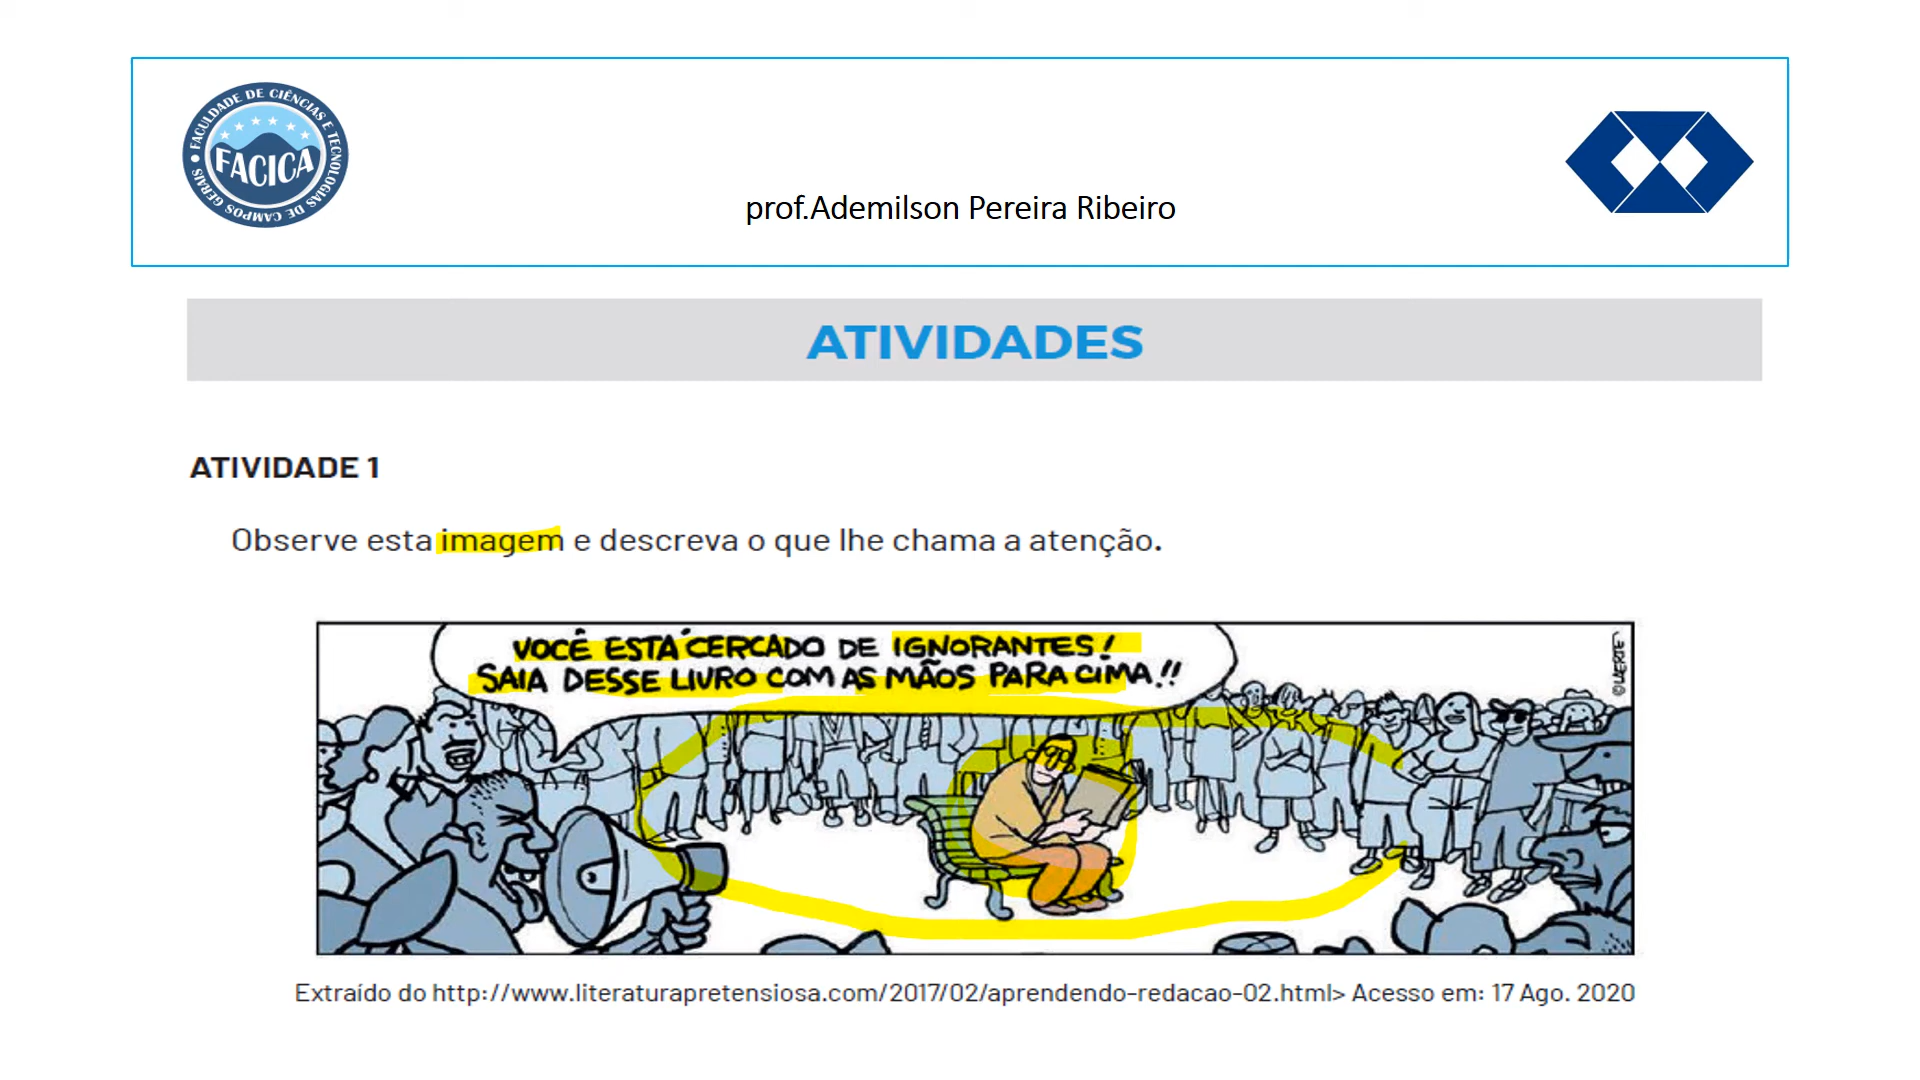 FACULDADE DE CIÊNCIAS E TECNOLOGIAS DE CAMPOS GERAIS
FACICA
prof.Ademilson Pereira Ribeiro
ATIVIDADES
ATIVIDADE 1
Observe esta imagem e descreva o que lhe chama a atenção.
VOCÊ ESTÁ CERCADO DE IGNORANTES!
SAIA DESSE LIVRO COM AS MÃOS PARA CIMA!!
©LAERTE
Extraído do http://www.literaturapretensiosa.com/2017/02/aprendendo-redacao-02.html> Acesso em: 17 Ago. 2020